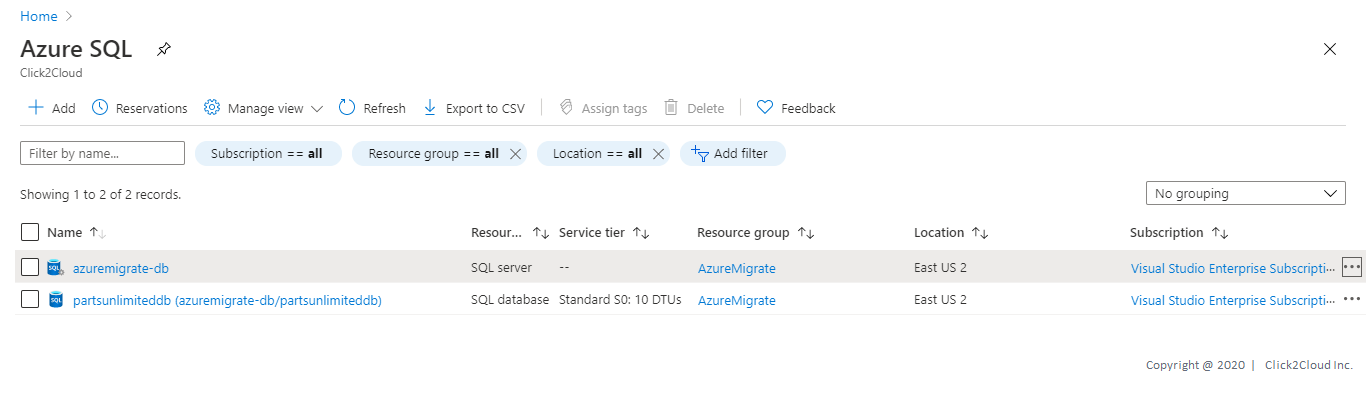 Home
Azure SQL
Click2Cloud
Add Reservations Manage view Refresh Export to CSV Assign tags Delete Feedback
Filter by name... Subscription == all Resource group == all Location == all Add filter
Showing 1 to 2 of 2 records. No grouping
Name Resour... Service tier Resource group Location Subscription
SQL azuremigrate-db SQL server -- AzureMigrate East US 2 Visual Studio Enterprise Subscripti...
SQL partsunlimiteddb (azuremigrate-db/partsunlimiteddb) SQL database Standard S0: 10 DTUs AzureMigrate East US 2 Visual Studio Enterprise Subscripti...
Copyright @ 2020 | Click2Cloud Inc.